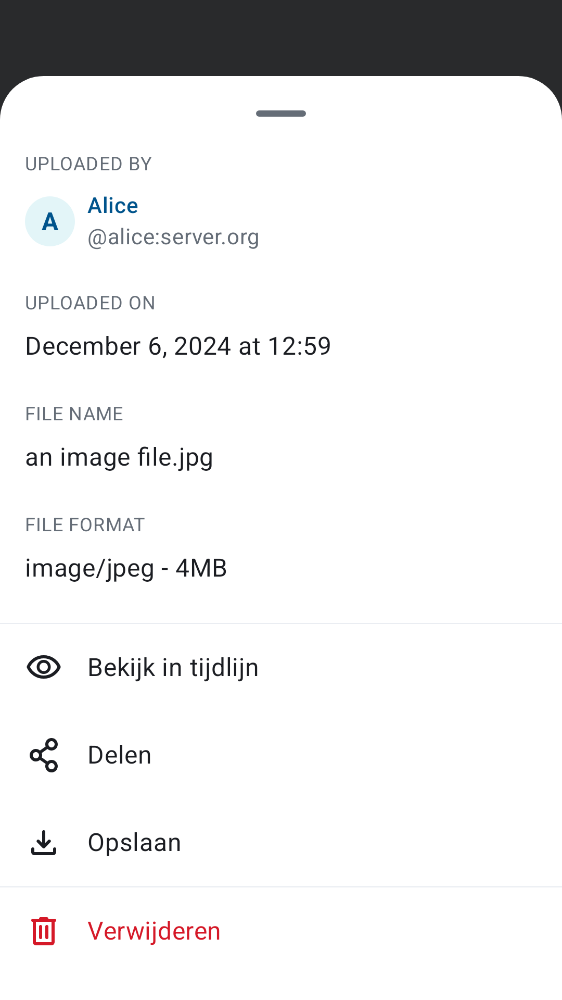 UPLOADED BY
A
Alice
@alice:server.org
UPLOADED ON
December 6, 2024 at 12:59
FILE NAME
an image file.jpg
FILE FORMAT
image/jpeg - 4MB
Bekijk in tijdlijn
Delen
Opslaan
Verwijderen